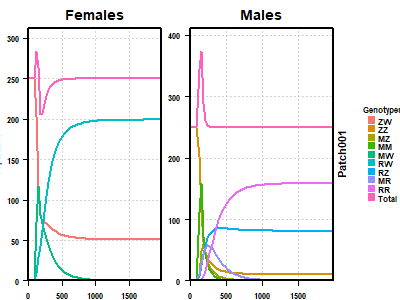 Females
Males
300
250
200
150
100
50
0
400
300
200
100
0
0
500
1000
1500
0
500
1000
1500
Patch001
Genotypes
ZW
ZZ
MZ
MM
MW
RW
RZ
MR
RR
Total